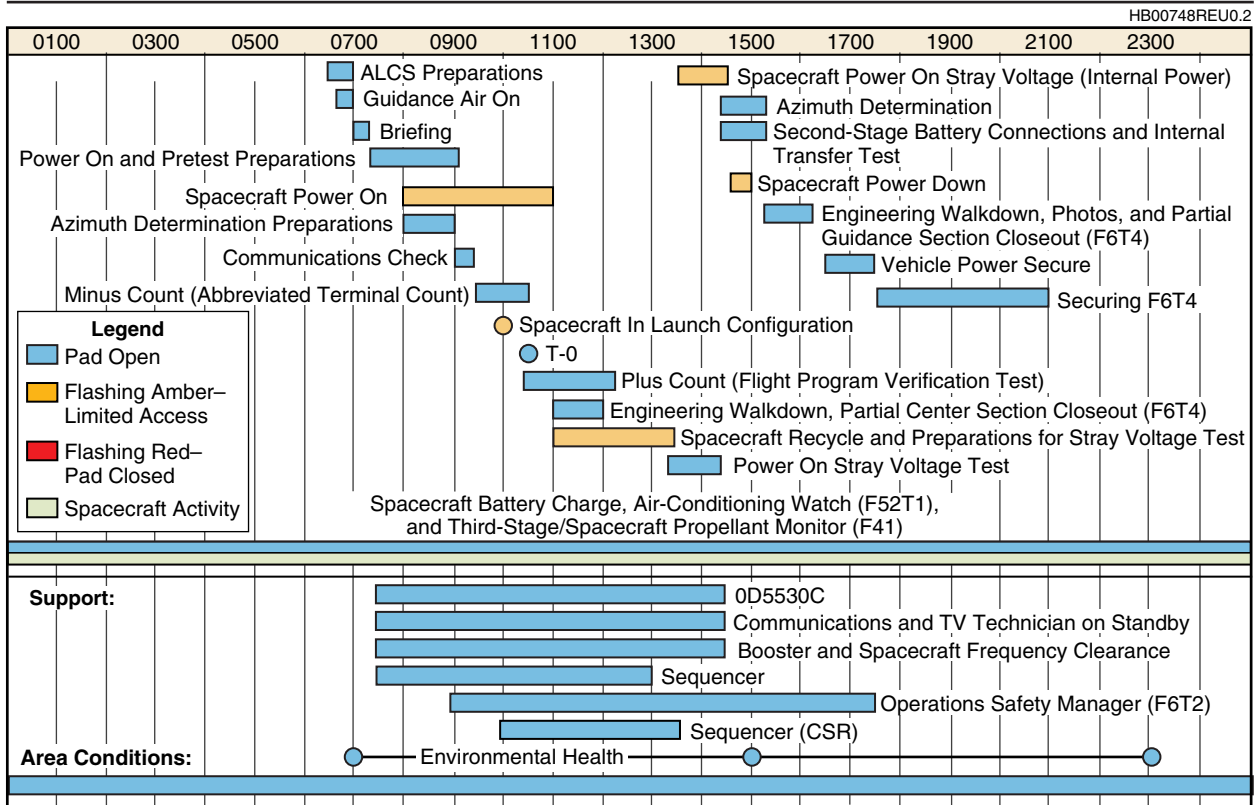 HB00748REU0.2
0100 0300 0500 0700 0900 1100 1300 1500 1700 1900 2100 2300
ALCS Preparations
Guidance Air On
Briefing
Power On and Pretest Preparations
Spacecraft Power On
Azimuth Determination Preparations
Communications Check
Minus Count (Abbreviated Terminal Count)
Spacecraft In Launch Configuration
T-0
Plus Count (Flight Program Verification Test)
Engineering Walkdown, Partial Center Section Closeout (F6T4)
Spacecraft Recycle and Preparations for Stray Voltage Test
Power On Stray Voltage Test
Spacecraft Power On Stray Voltage (Internal Power)
Azimuth Determination
Second-Stage Battery Connections and Internal
Transfer Test
Spacecraft Power Down
Engineering Walkdown, Photos, and Partial
Guidance Section Closeout (F6T4)
Vehicle Power Secure
Securing F6T4
Legend
Pad Open
Flashing Amber–
Limited Access
Flashing Red–
Pad Closed
Spacecraft Activity
Spacecraft Battery Charge, Air-Conditioning Watch (F52T1),
and Third-Stage/Spacecraft Propellant Monitor (F41)
Support:
0D5530C
Communications and TV Technician on Standby
Booster and Spacecraft Frequency Clearance
Sequencer
Operations Safety Manager (F6T2)
Sequencer (CSR)
Area Conditions:
Environmental Health